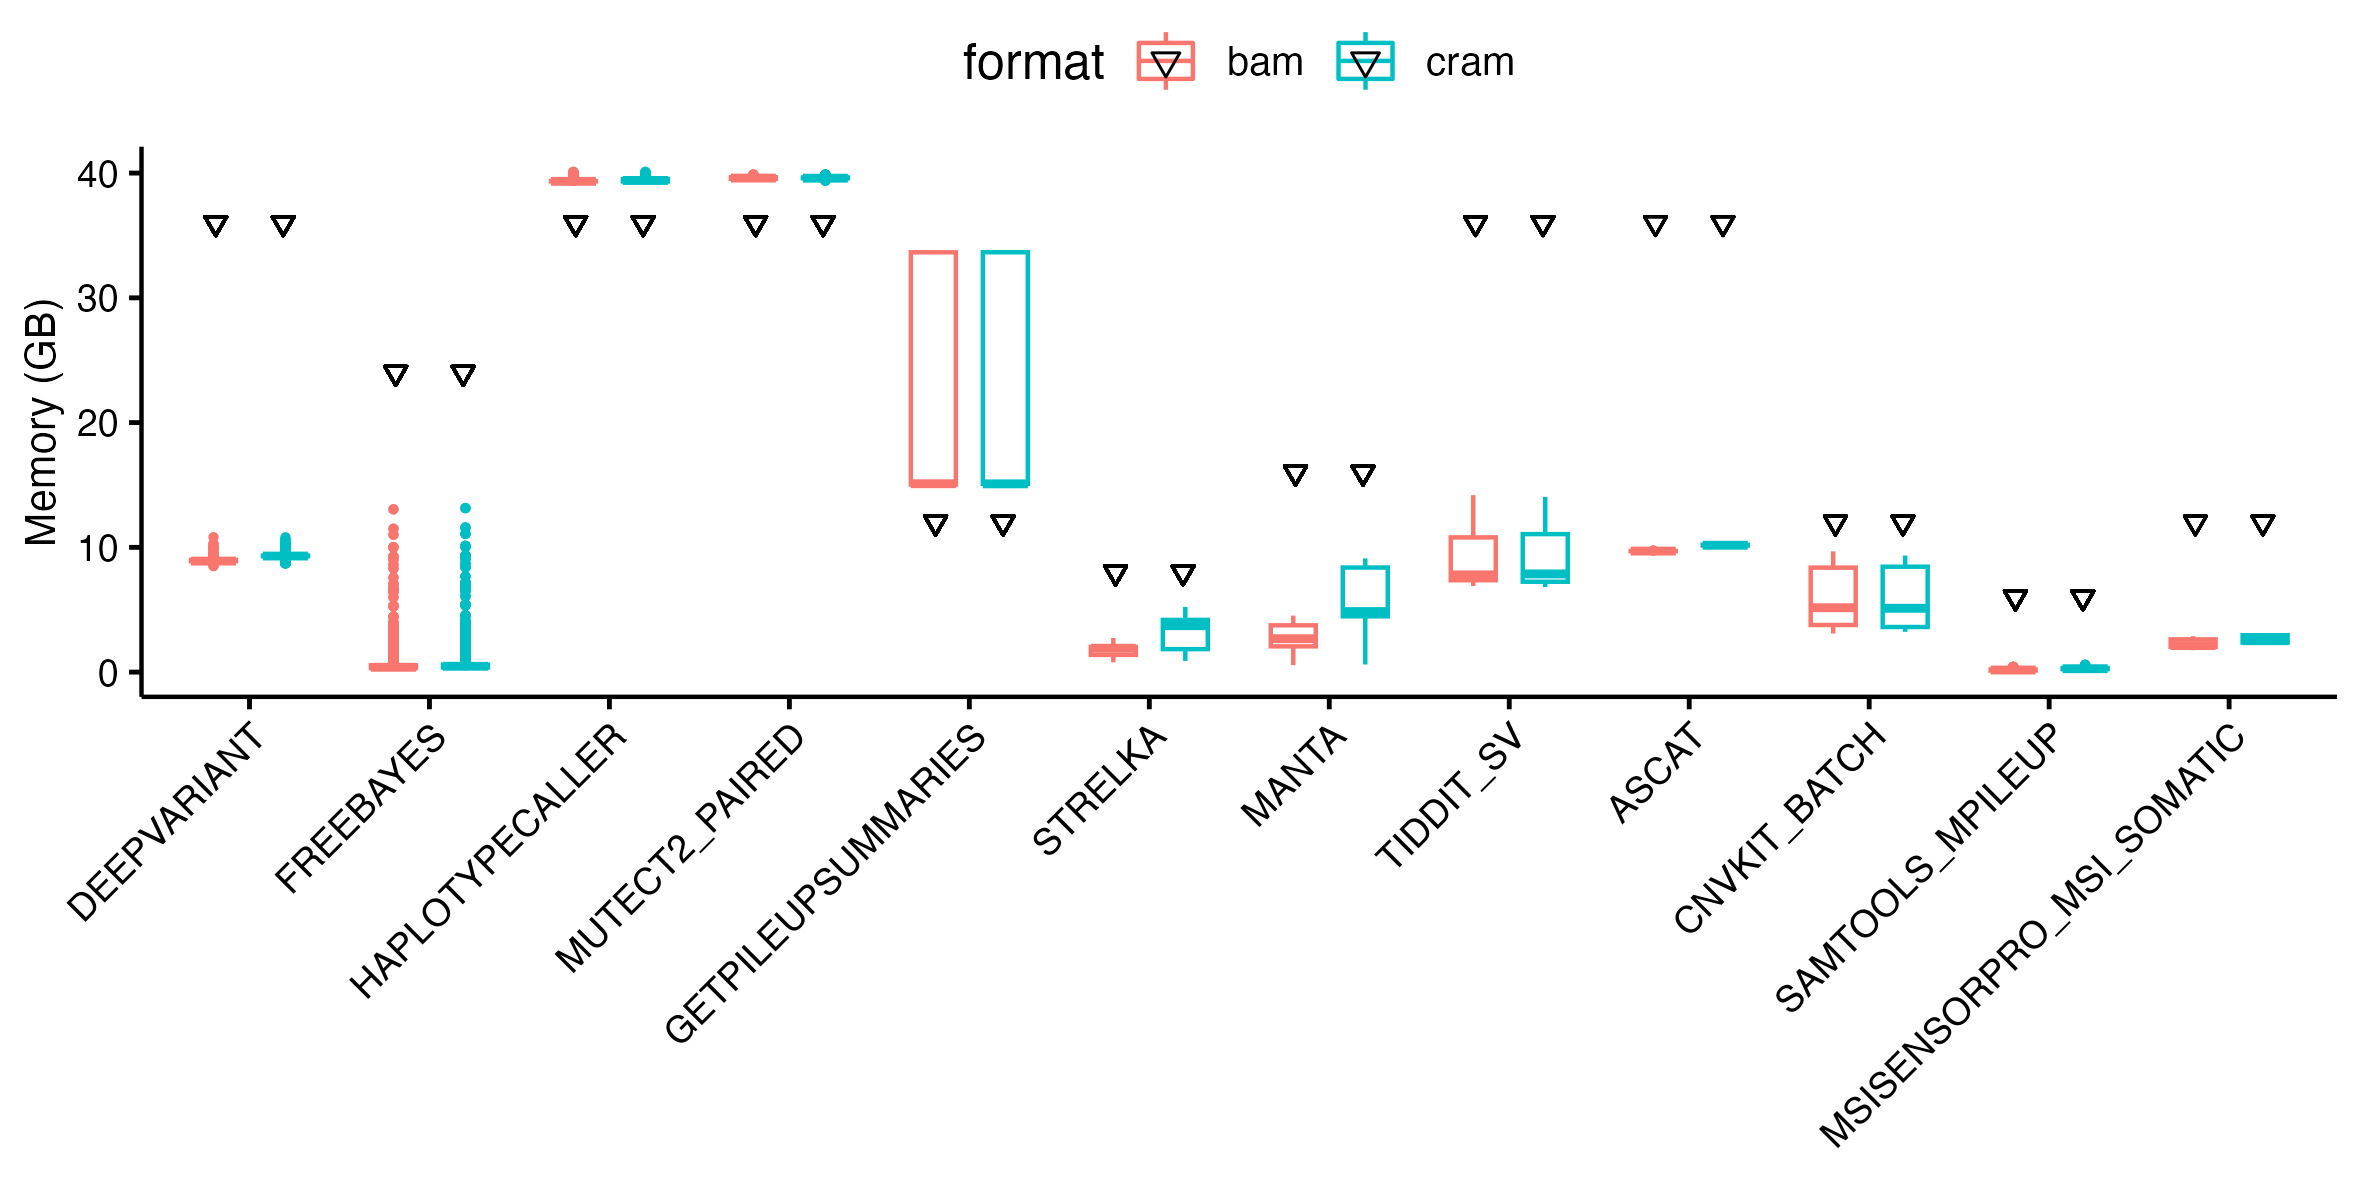 format bam cram
Memory (GB)
40
30
20
10
0
DEEPVARIANT
FREEBAYES
HAPLOTYPECALLER
MUTECT2_PAIRED
GETPILEUPSUMMARIES
STRELKA
MANTA
TIDDIT_SV
ASCAT
CNVKIT_BATCH
SAMTOOLS_MPILEUP
MSISENSORPRO_MSI_SOMATIC